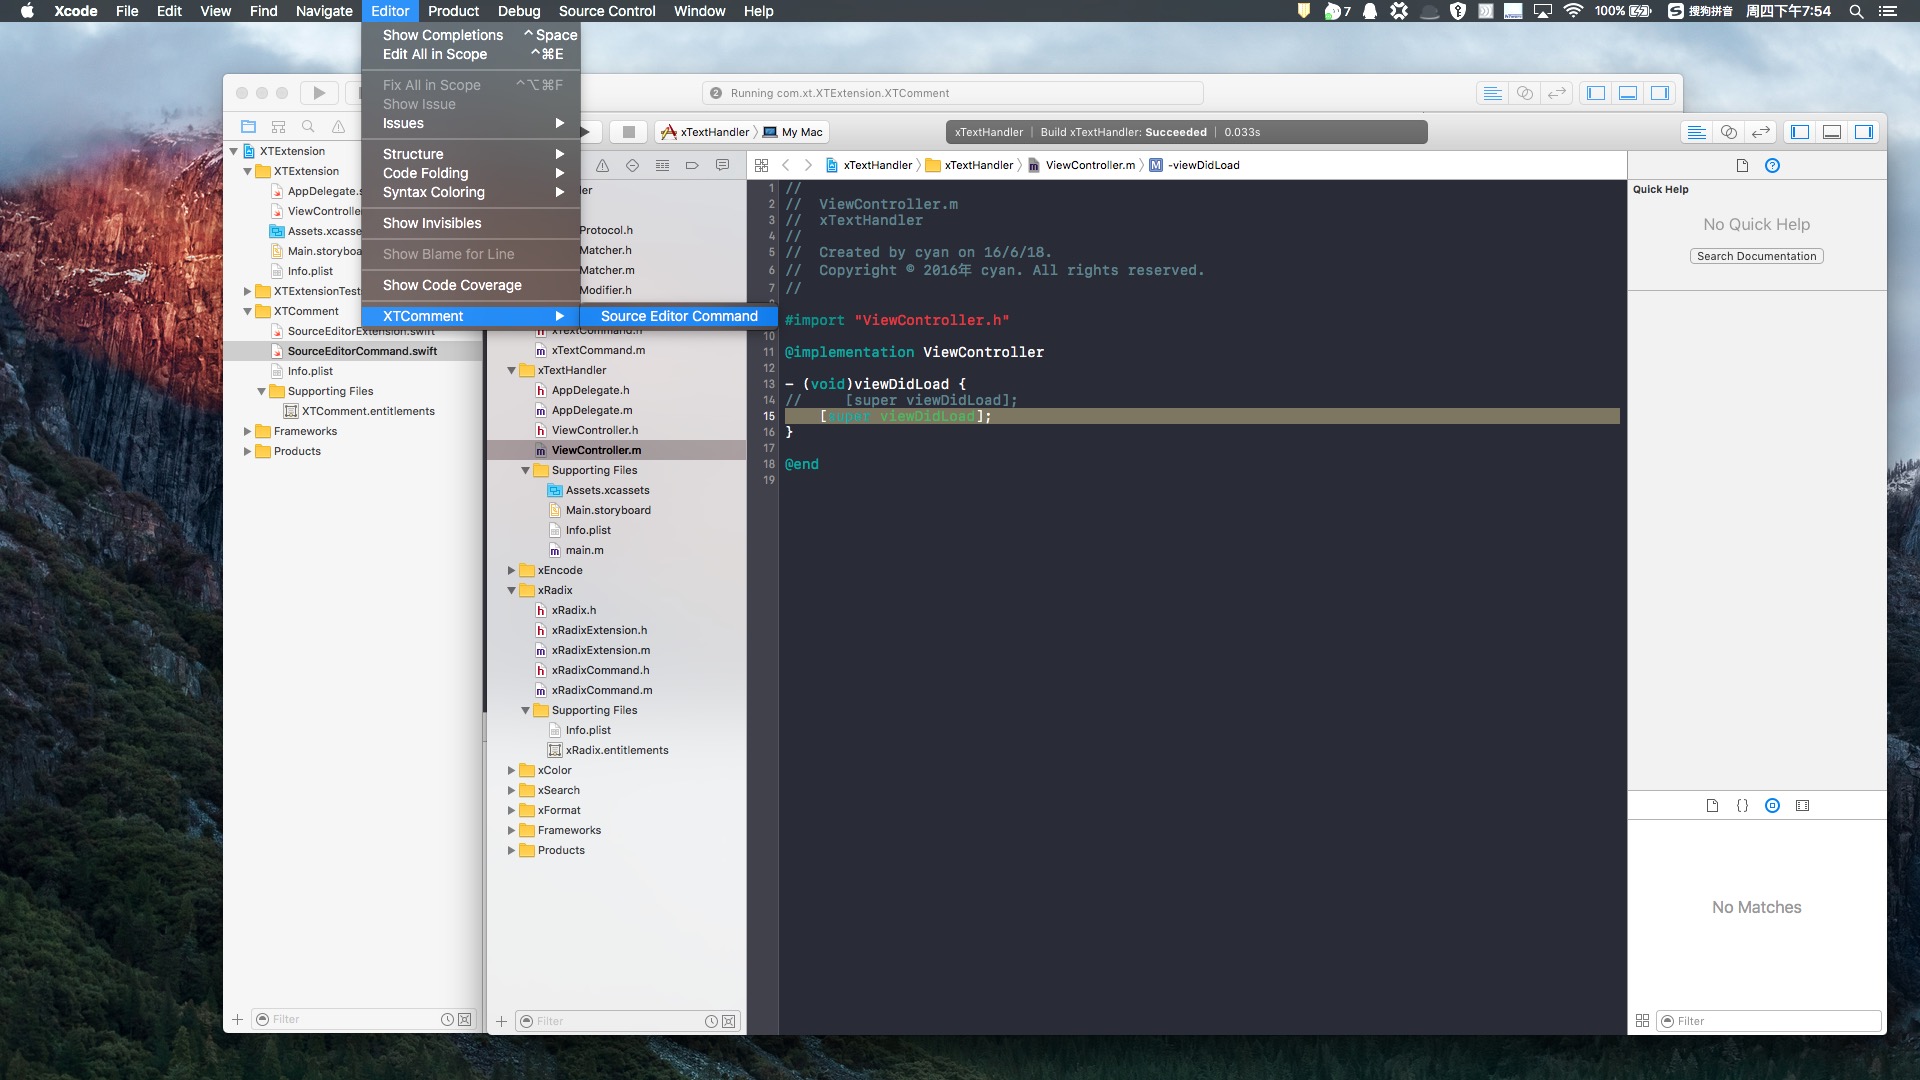 Xcode File Edit View Find Navigate Editor Product Debug Source Control Window Help 7 100% 搜狗拼音 周四下午7:54
Show Completions ^ Space
Edit All in Scope ^⌘E
Fix All in Scope ^⌥⌘F
Show Issue
Issues
Structure
Code Folding
Syntax Coloring
Show Invisibles
Show Blame for Line
Show Code Coverage
XTComment
Source Editor Command
2 Running com.xt.XTExtension.XTComment
XTExtension
XTExtension
AppDelegate.s
ViewController
Assets.xcasse
Main.storyboa
Info.plist
XTExtensionTest
XTComment
SourceEditorExtension.swift
SourceEditorCommand.swift
Info.plist
Supporting Files
XTComment.entitlements
Frameworks
Products
Filter
xTextHandler My Mac
xTextHandler | Build xTextHandler: Succeeded | 0.033s
ler
Protocol.h
Matcher.h
Matcher.m
Modifier.h
xTextCommand.h
xTextCommand.m
xTextHandler
AppDelegate.h
AppDelegate.m
ViewController.h
ViewController.m
Supporting Files
Assets.xcassets
Main.storyboard
Info.plist
main.m
xEncode
xRadix
xRadix.h
xRadixExtension.h
xRadixExtension.m
xRadixCommand.h
xRadixCommand.m
Supporting Files
Info.plist
xRadix.entitlements
xColor
xSearch
xFormat
Frameworks
Products
Filter
xTextHandler xTextHandler ViewController.m M -viewDidLoad
1 //
2 //  ViewController.m
3 //  xTextHandler
4 //
5 //  Created by cyan on 16/6/18.
6 //  Copyright © 2016年 cyan. All rights reserved.
7 //
#import "ViewController.h"
10
11 @implementation ViewController
12
13 - (void)viewDidLoad {
14 //     [super viewDidLoad];
15     [super viewDidLoad];
16 }
17
18 @end
19
Quick Help
No Quick Help
Search Documentation
No Matches
Filter